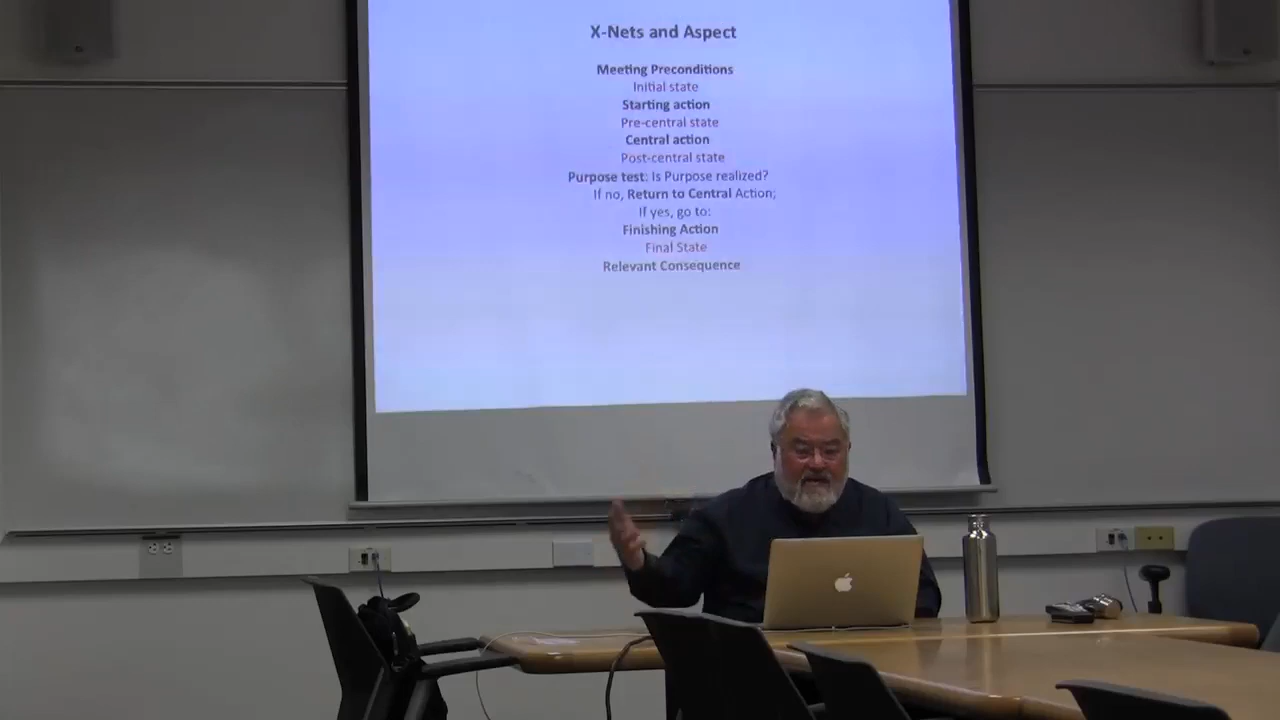 X-Nets and Aspect
Meeting Preconditions
Initial state
Starting action
Pre-central state
Central action
Post-central state
Purpose test: Is Purpose realized?
If no, Return to Central Action;
If yes, go to:
Finishing Action
Final State
Relevant Consequence